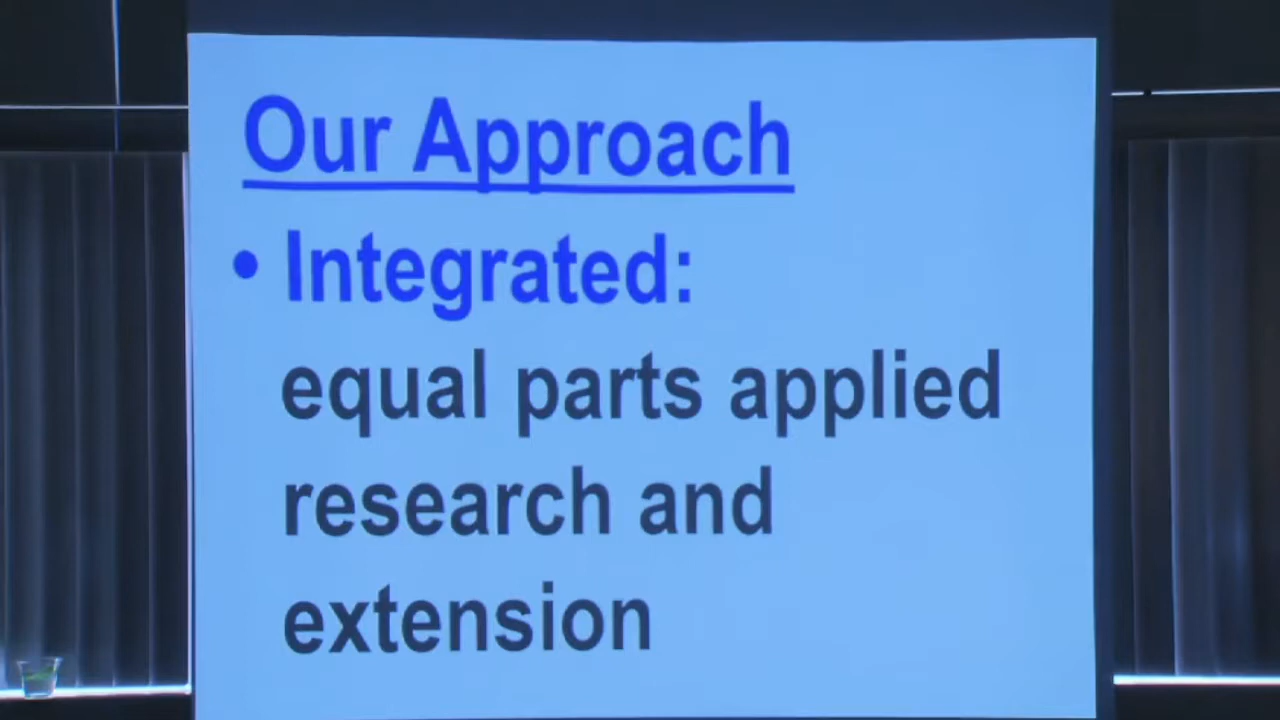 Our Approach
• Integrated:
equal parts applied
research and
extension